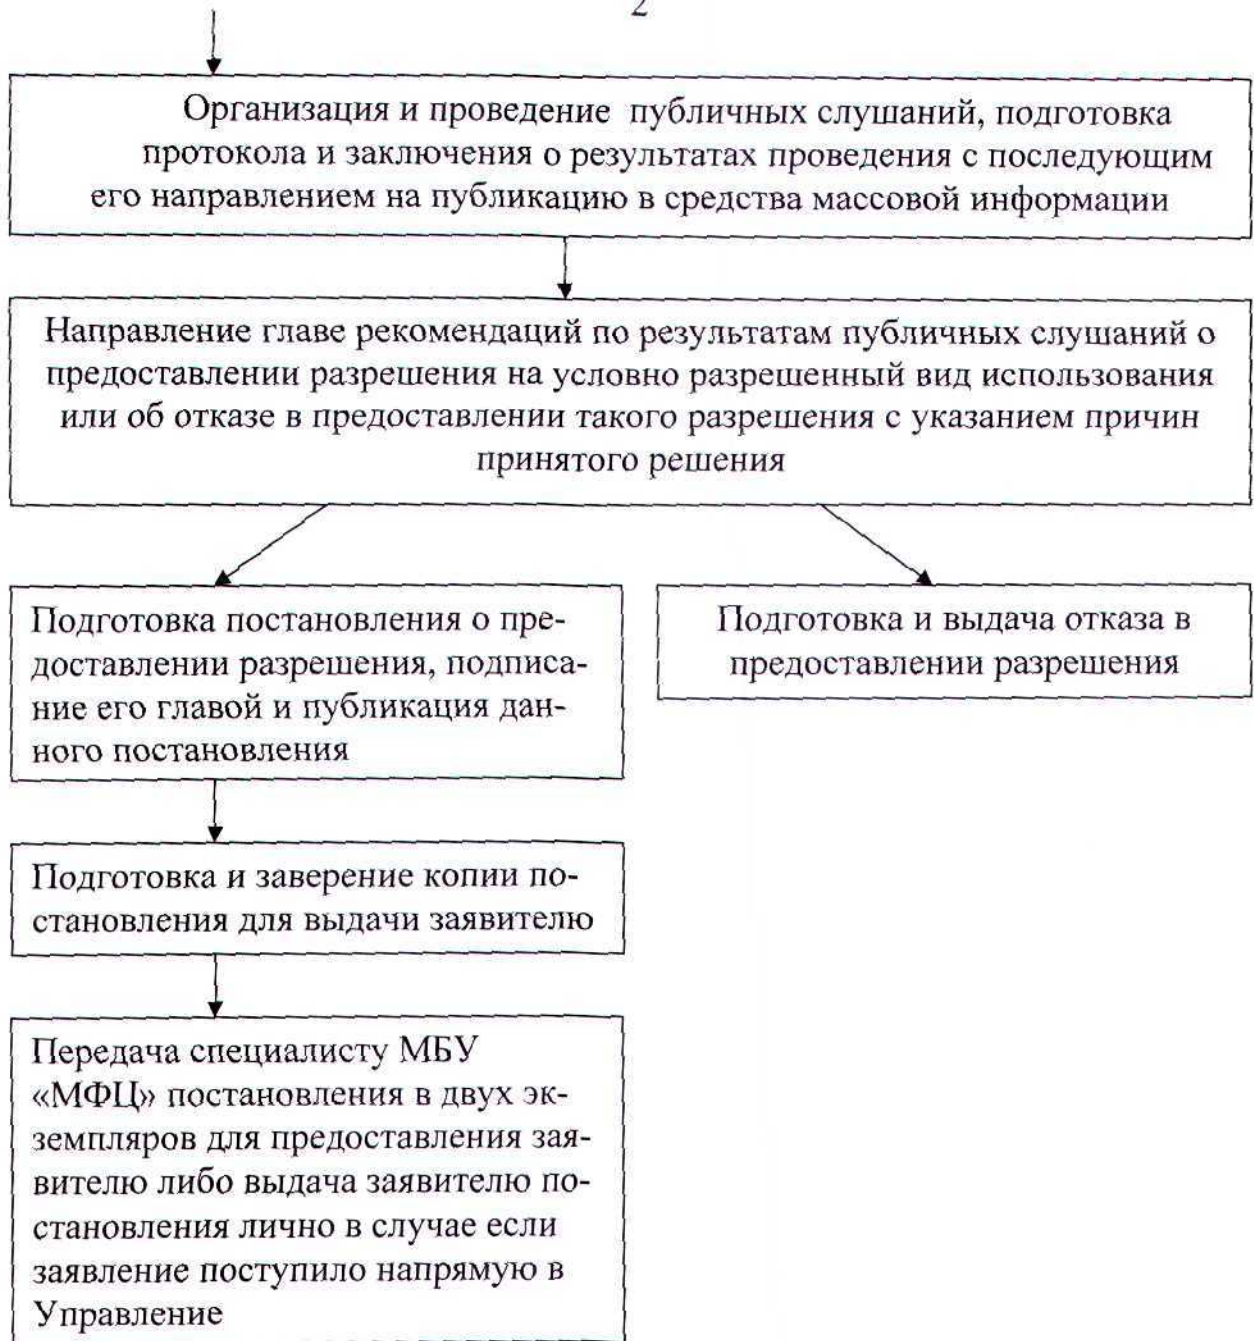 2
Организация и проведение публичных слушаний, подготовка
протокола и заключения о результатах проведения с последующим
его направлением на публикацию в средства массовой информации
Направление главе рекомендаций по результатам публичных слушаний о
предоставлении разрешения на условно разрешенный вид использования
или об отказе в предоставлении такого разрешения с указанием причин
принятого решения
Подготовка постановления о пре-
доставлении разрешения, подписа-
ние его главой и публикация дан-
ного постановления
Подготовка и выдача отказа в
предоставлении разрешения
Подготовка и заверение копии по-
становления для выдачи заявителю
Передача специалисту МБУ
«МФЦ» постановления в двух эк-
земпляров для предоставления зая-
вителю либо выдача заявителю по-
становления лично в случае если
заявление поступило напрямую в
Управление